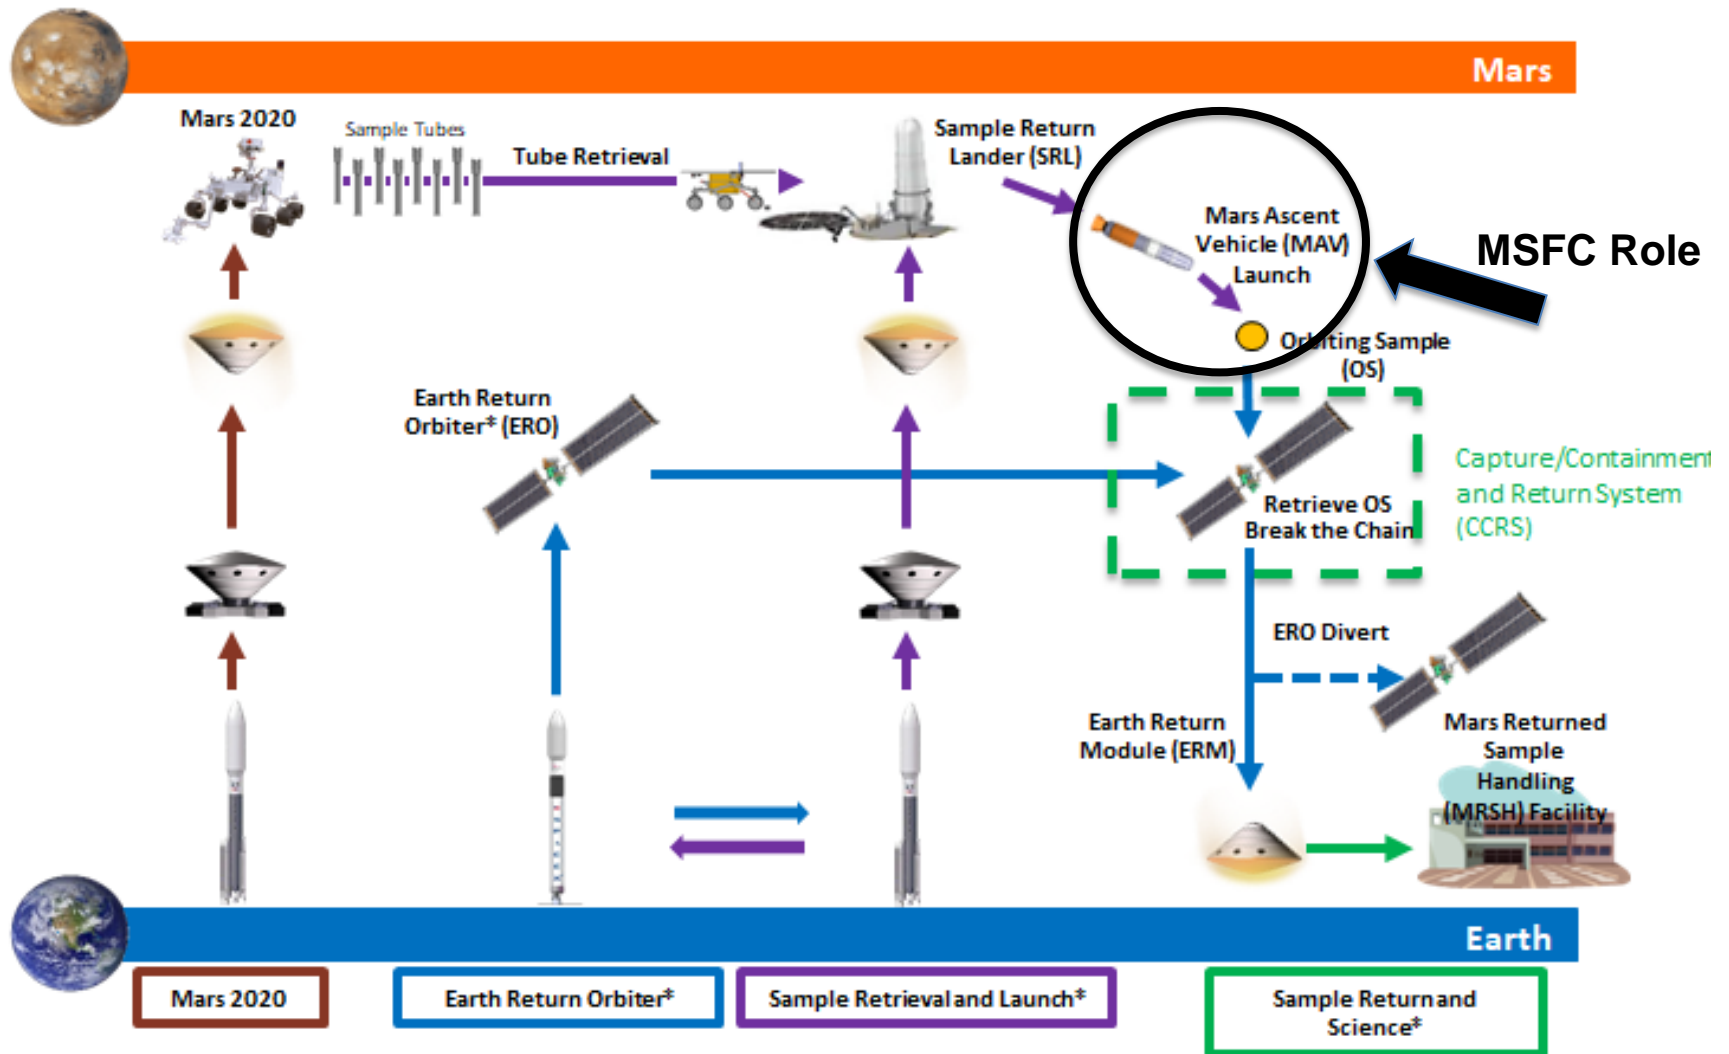 Mars
Mars 2020
Sample Tubes
Tube Retrieval
Sample Return
Lander (SRL)
Mars Ascent
Vehicle (MAV)
Launch
MSFC Role
Orbiting Sample
(OS)
Earth Return
Orbiter* (ERO)
Capture/Containment
and Return System
(CCRS)
Retrieve OS
Break the Chain
ERO Divert
Earth Return
Module (ERM)
Mars Returned
Sample
Handling
(MRSH) Facility
Earth
Mars 2020
Earth Return Orbiter*
Sample Retrieval and Launch*
Sample Return and
Science*